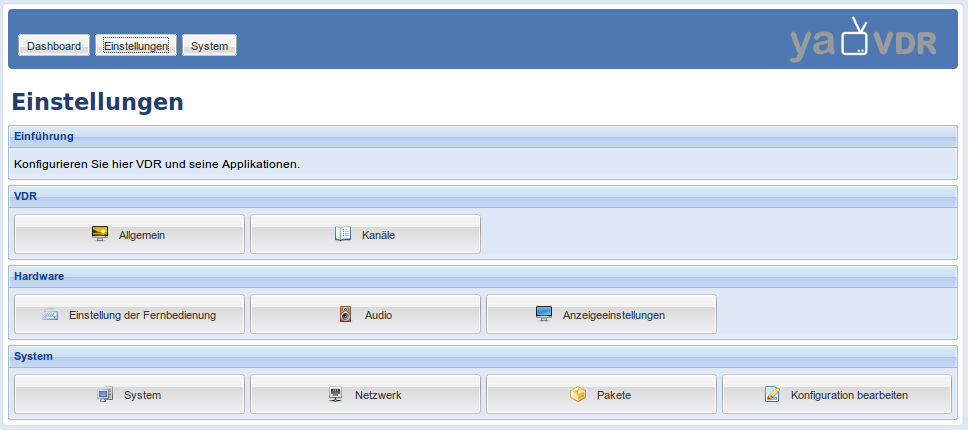 Dashboard Einstellungen System
yaVDR
Einstellungen
Einführung
Konfigurieren Sie hier VDR und seine Applikationen.
VDR
Allgemein Kanäle
Hardware
Einstellung der Fernbedienung Audio Anzeigeeinstellungen
System
System Netzwerk Pakete Konfiguration bearbeiten